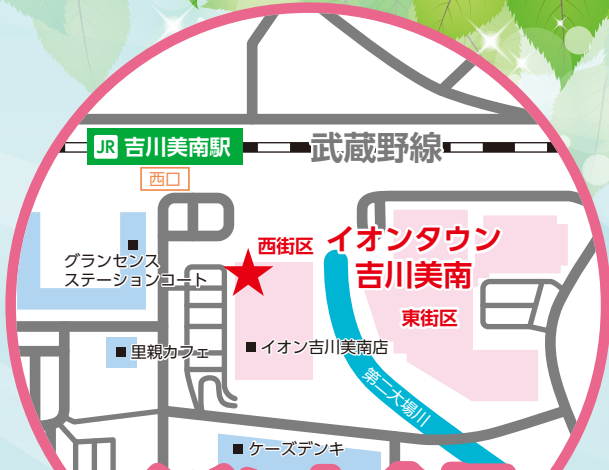 JR 吉川美南駅
武蔵野線
西口
西街区
イオンタウン
吉川美南
東街区
グランセンス
ステーションコート
里親カフェ
イオン吉川美南店
第二大場川
ケーズデンキ